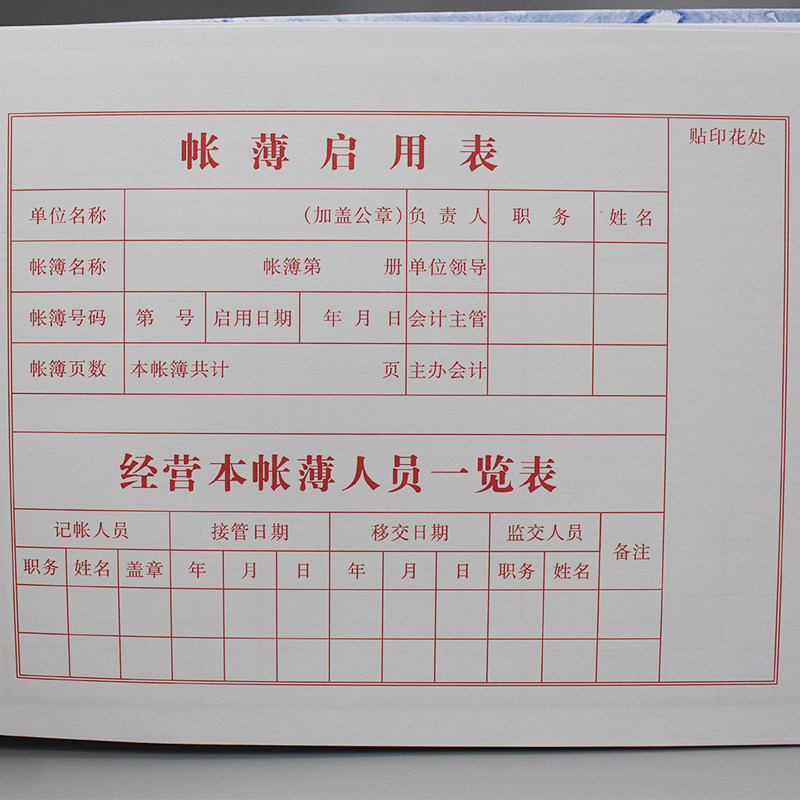 帐薄启用表
贴印花处
单位名称 (加盖公章) 负责人 职务 姓名
帐簿名称 帐簿第 册 单位领导
帐簿号码 第 号 启用日期 年 月 日 会计主管
帐簿页数 本帐簿共计 页 主办会计
经营本帐薄人员一览表
记帐人员 接管日期 移交日期 监交人员 备注
职务 姓名 盖章 年 月 日 年 月 日 职务 姓名